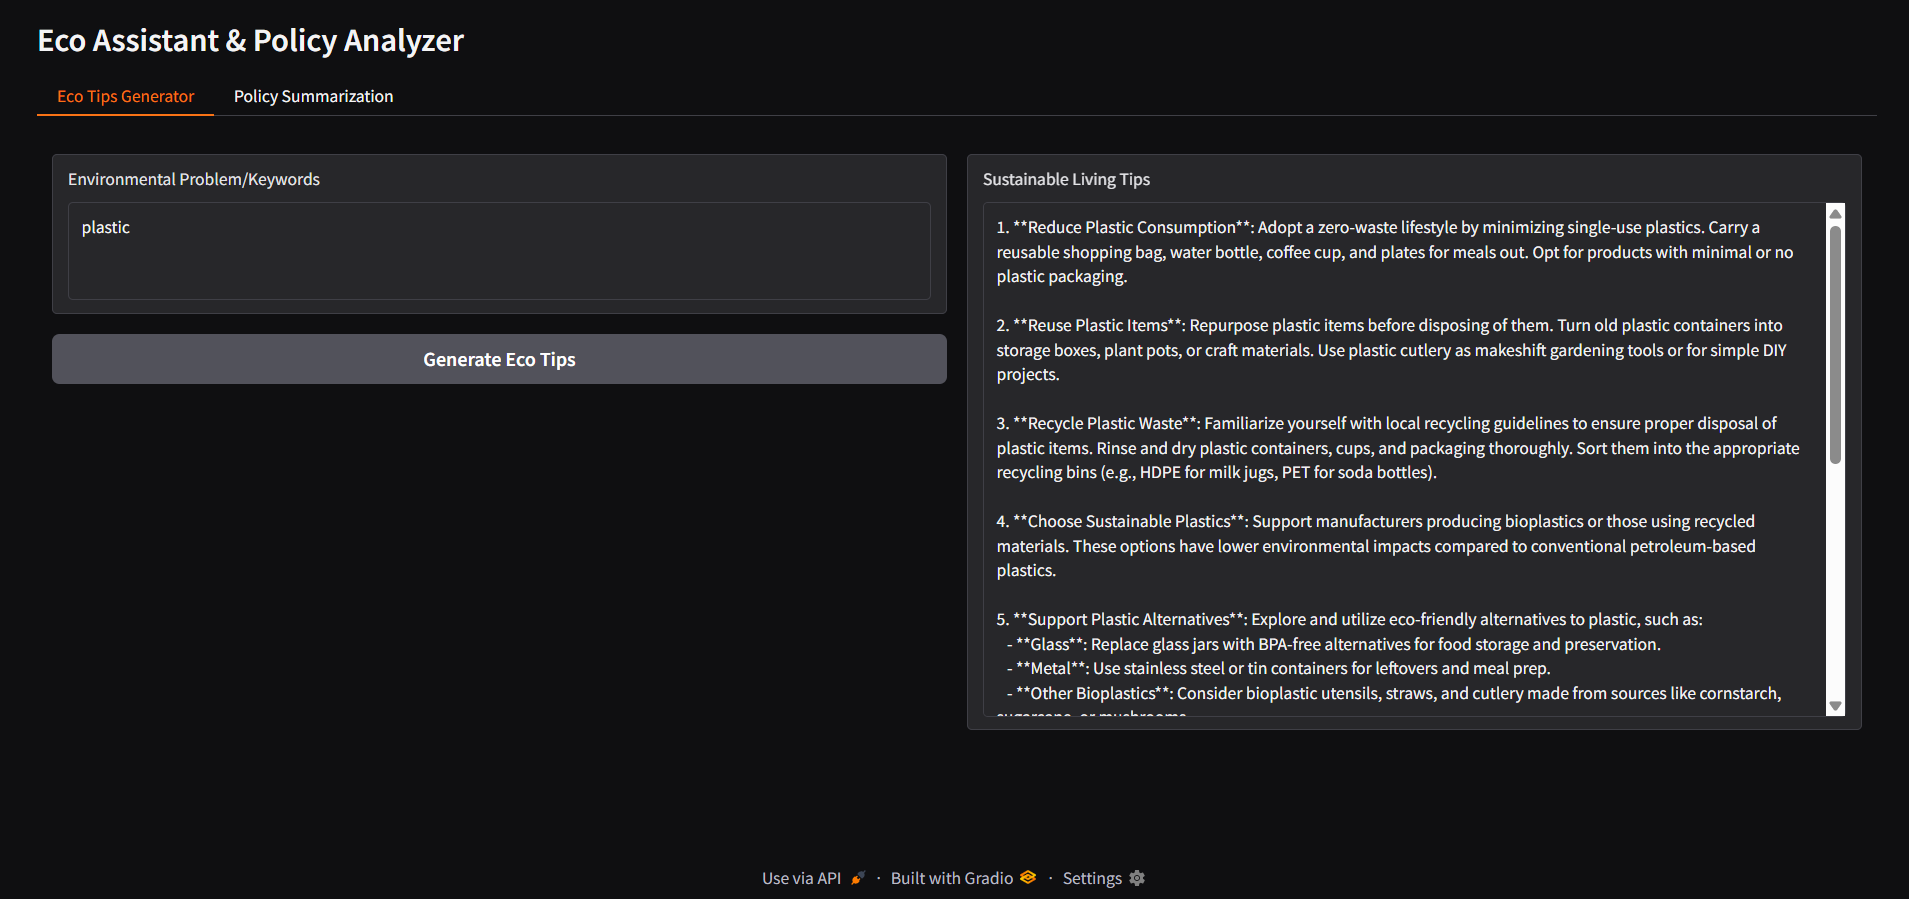 Eco Assistant & Policy Analyzer
Eco Tips Generator
Policy Summarization
Environmental Problem/Keywords
plastic
Generate Eco Tips
Sustainable Living Tips
1. **Reduce Plastic Consumption**: Adopt a zero-waste lifestyle by minimizing single-use plastics. Carry a
reusable shopping bag, water bottle, coffee cup, and plates for meals out. Opt for products with minimal or no
plastic packaging.
2. **Reuse Plastic Items**: Repurpose plastic items before disposing of them. Turn old plastic containers into
storage boxes, plant pots, or craft materials. Use plastic cutlery as makeshift gardening tools or for simple DIY
projects.
3. **Recycle Plastic Waste**: Familiarize yourself with local recycling guidelines to ensure proper disposal of
plastic items. Rinse and dry plastic containers, cups, and packaging thoroughly. Sort them into the appropriate
recycling bins (e.g., HDPE for milk jugs, PET for soda bottles).
4. **Choose Sustainable Plastics**: Support manufacturers producing bioplastics or those using recycled
materials. These options have lower environmental impacts compared to conventional petroleum-based
plastics.
5. **Support Plastic Alternatives**: Explore and utilize eco-friendly alternatives to plastic, such as:
- **Glass**: Replace glass jars with BPA-free alternatives for food storage and preservation.
- **Metal**: Use stainless steel or tin containers for leftovers and meal prep.
- **Other Bioplastics**: Consider bioplastic utensils, straws, and cutlery made from sources like cornstarch,
Use via API · Built with Gradio · Settings